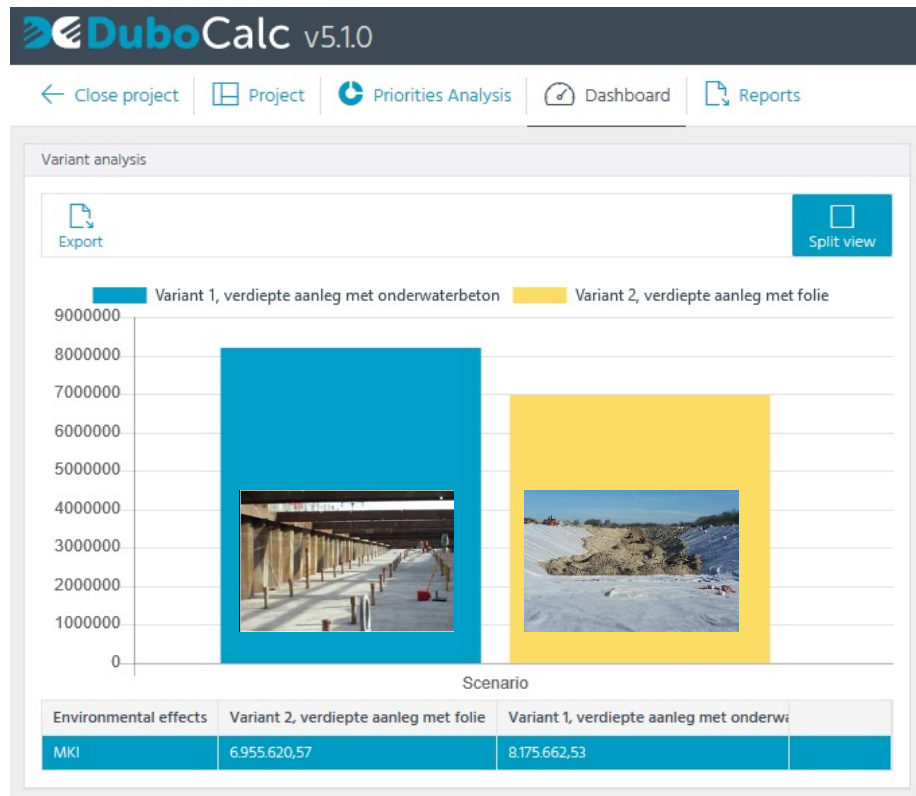 DuboCalc v5.1.0
Close project Project Priorities Analysis Dashboard Reports
Variant analysis
Export
Split view
Variant 1, verdiepte aanleg met onderwaterbeton Variant 2, verdiepte aanleg met folie
9000000
8000000
7000000
6000000
5000000
4000000
3000000
2000000
1000000
0
Scenario
Environmental effects Variant 2, verdiepte aanleg met folie Variant 1, verdiepte aanleg met onderwa
MKI 6.955.620,57 8.175.662,53